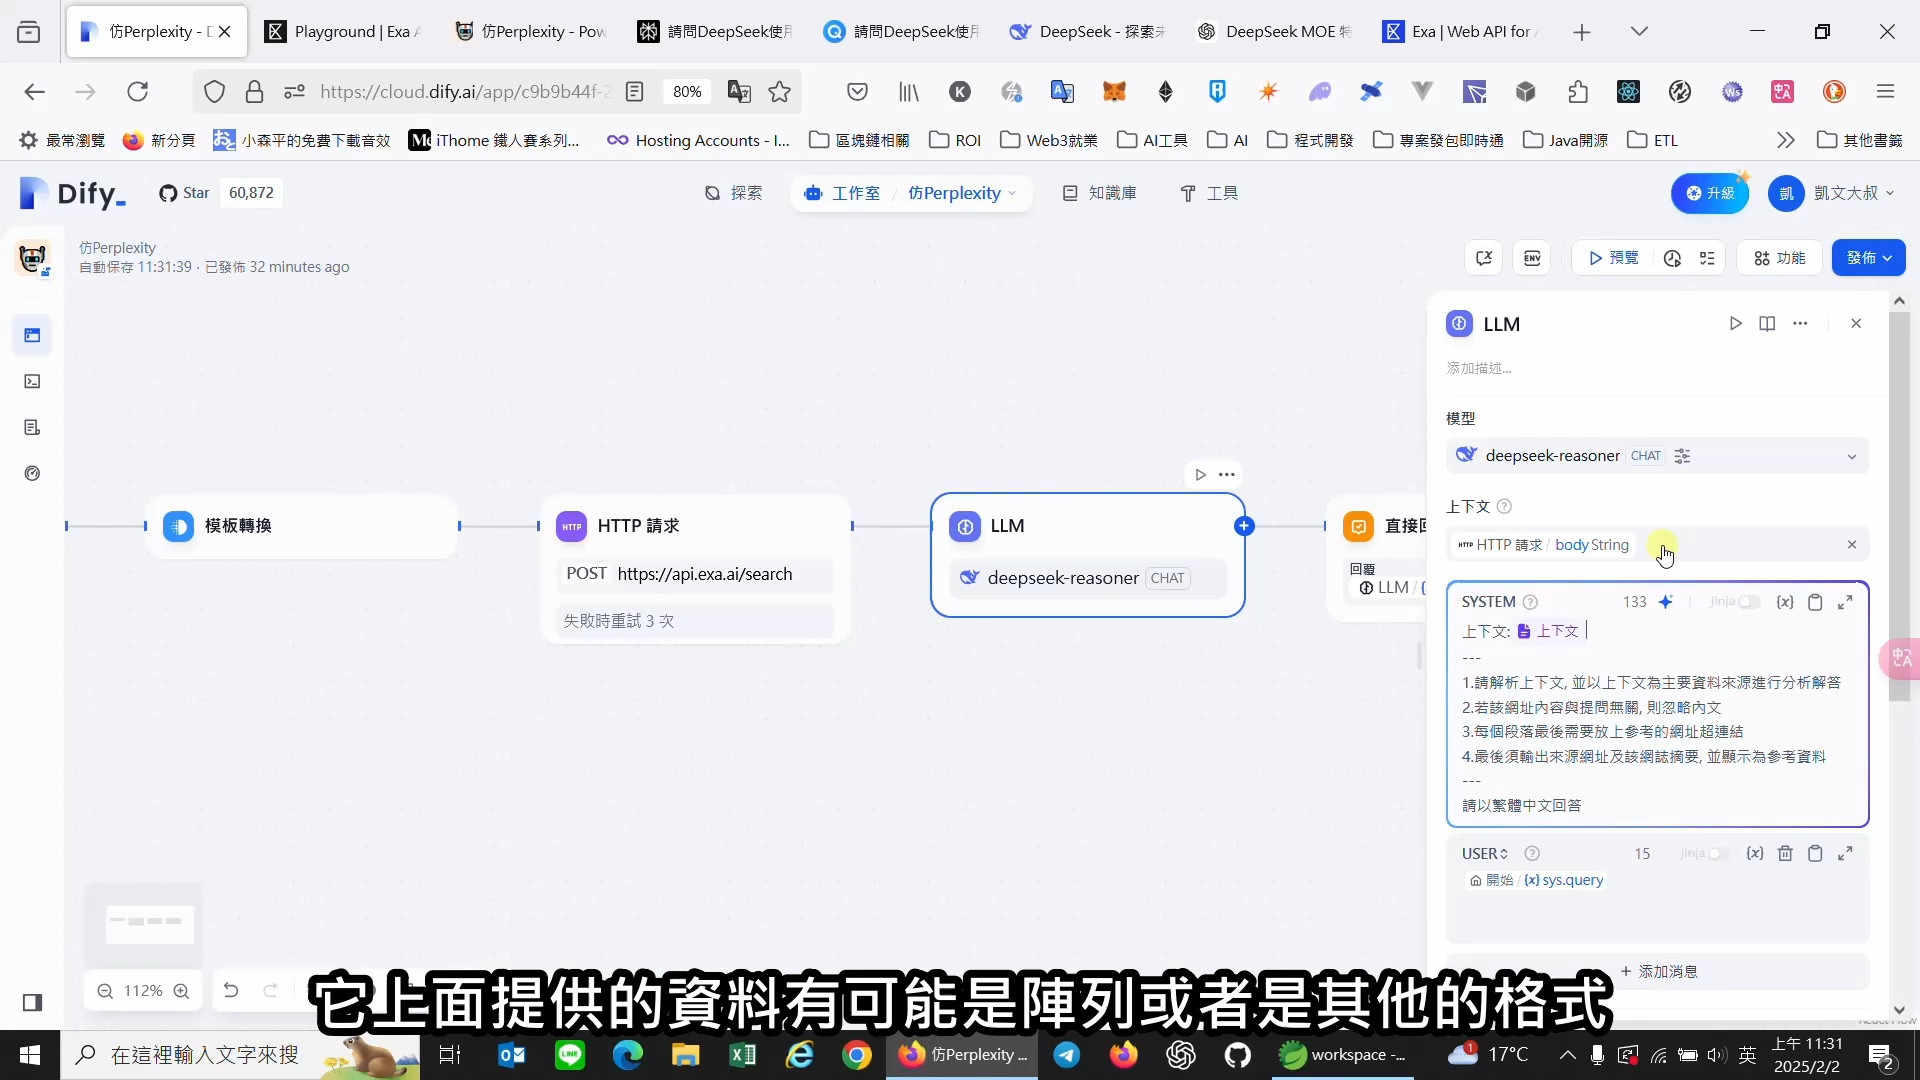 仿Perplexity - D
Playground | Exa A
仿Perplexity - Pow
請問DeepSeek使用
請問DeepSeek使用
DeepSeek - 探索未
DeepSeek MOE 特
Exa | Web API for A
https://cloud.dify.ai/app/c9b9b44f-2
80%
最常瀏覽
新分頁
小森平的免費下載音效
iThome 鐵人賽系列...
Hosting Accounts - I...
區塊鏈相關
ROI
Web3就業
AI工具
AI
程式開發
專案發包即時通
Java開源
ETL
其他書籤
Dify_
Star
60,872
探索
工作室 / 仿Perplexity
知識庫
工具
升級
凱
凱文大叔
仿Perplexity
自動保存 11:31:39 · 已發佈 32 minutes ago
ENV
預覽
功能
發佈
LLM
添加描述...
模型
deepseek-reasoner CHAT
上下文
HTTP HTTP 請求 / body String
SYSTEM
133
Jinja
{x}
上下文: 上下文
---
1.請解析上下文, 並以上下文為主要資料來源進行分析解答
2.若該網址內容與提問無關, 則忽略內文
3.每個段落最後需要放上參考的網址超連結
4.最後須輸出來源網址及該網誌摘要, 並顯示為參考資料
---
請以繁體中文回答
USER
15
Jinja
{x}
開始 / {x} sys.query
+ 添加消息
模板轉換
HTTP
HTTP 請求
POST https://api.exa.ai/search
失敗時重試 3 次
LLM
deepseek-reasoner CHAT
直接回
回覆
LLM / {
112%
它上面提供的資料有可能是陣列或者是其他的格式
React Flow
在這裡輸入文字來搜
仿Perplexity ...
workspace -...
1
17°C
英
上午 11:31
2025/2/2
2